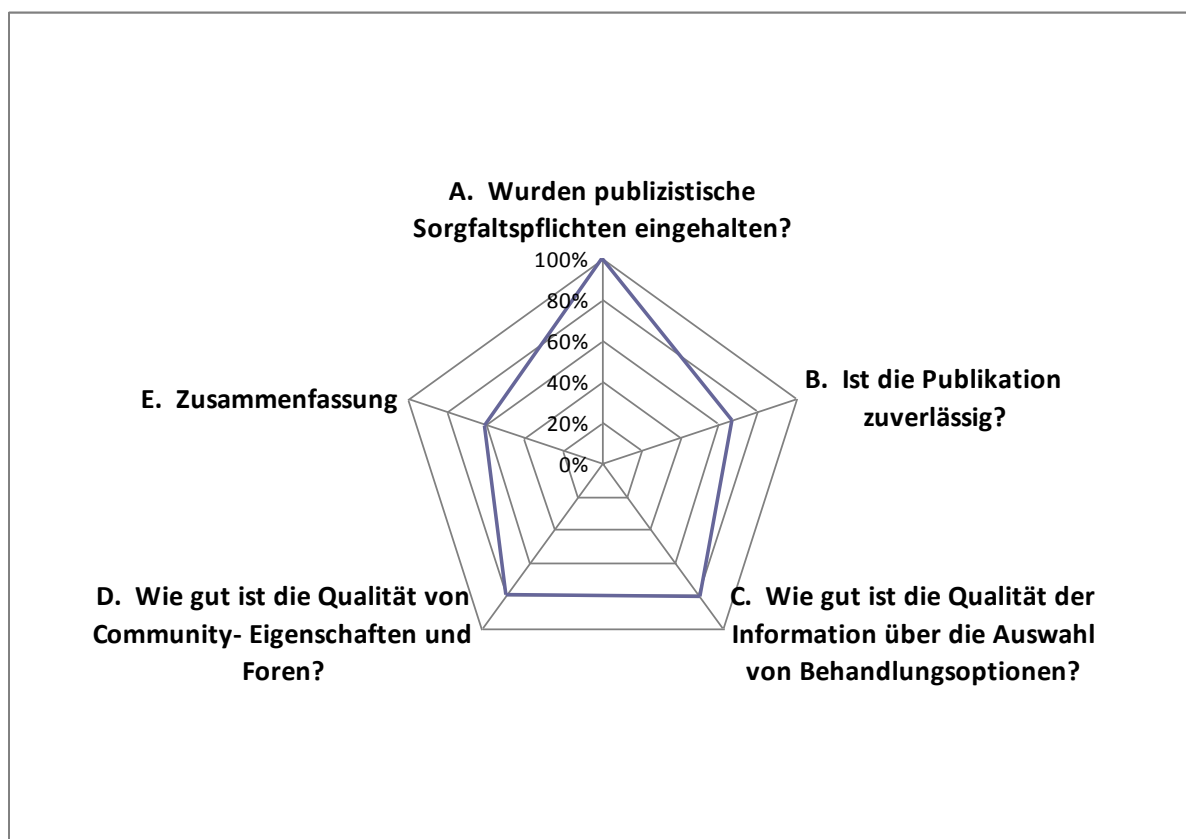 A.  Wurden publizistische
Sorgfaltspflichten eingehalten?
100%
80%
60%
40%
20%
0%
B.  Ist die Publikation
zuverlässig?
C.  Wie gut ist die Qualität der
Information über die Auswahl
von Behandlungsoptionen?
D.  Wie gut ist die Qualität von
Community- Eigenschaften und
Foren?
E.  Zusammenfassung